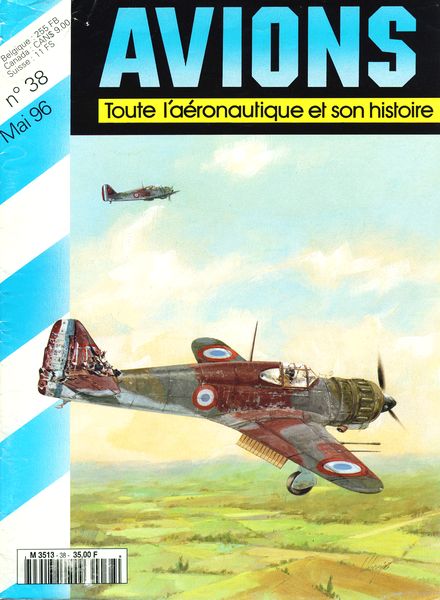 Belgique : 255 FB
Canada : CAN$ 9.00
Suisse : 11 FS
n° 38
Mai 96
AVIONS
Toute l'aéronautique et son histoire
M 3513 - 38 - 35,00 F